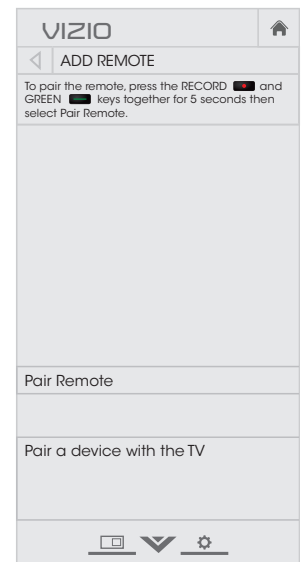 VIZIO
ADD REMOTE
To pair the remote, press the RECORD and
GREEN keys together for 5 seconds then
select Pair Remote.
Pair Remote
Pair a device with the TV